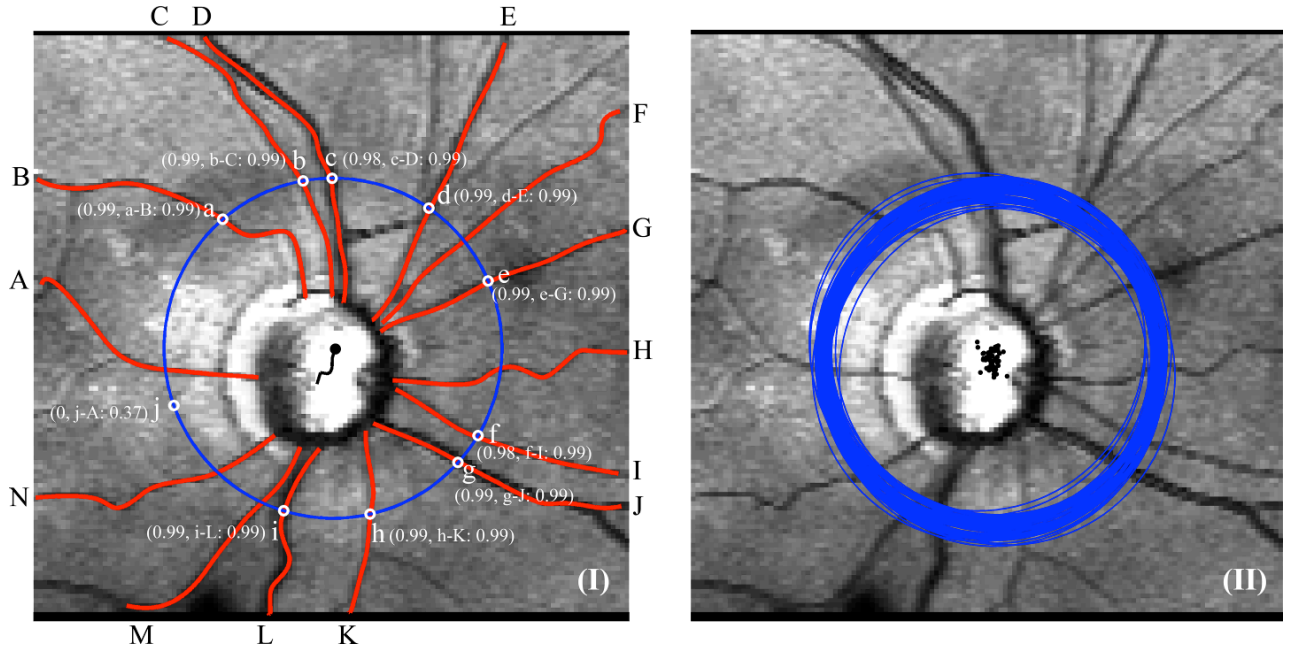 C D E
F
(0.99, b-C: 0.99) b c (0.98, c-D: 0.99)
B
(0.99, a-B: 0.99) a
d (0.99, d-E: 0.99)
G
A
e
(0.99, e-G: 0.99)
H
(0, j-A: 0.37) j
f
(0.98, f-I: 0.99)
I
g
(0.99, g-J: 0.99)
N
J
(0.99, i-L: 0.99) i
h (0.99, h-K: 0.99)
(I)
(II)
M L K